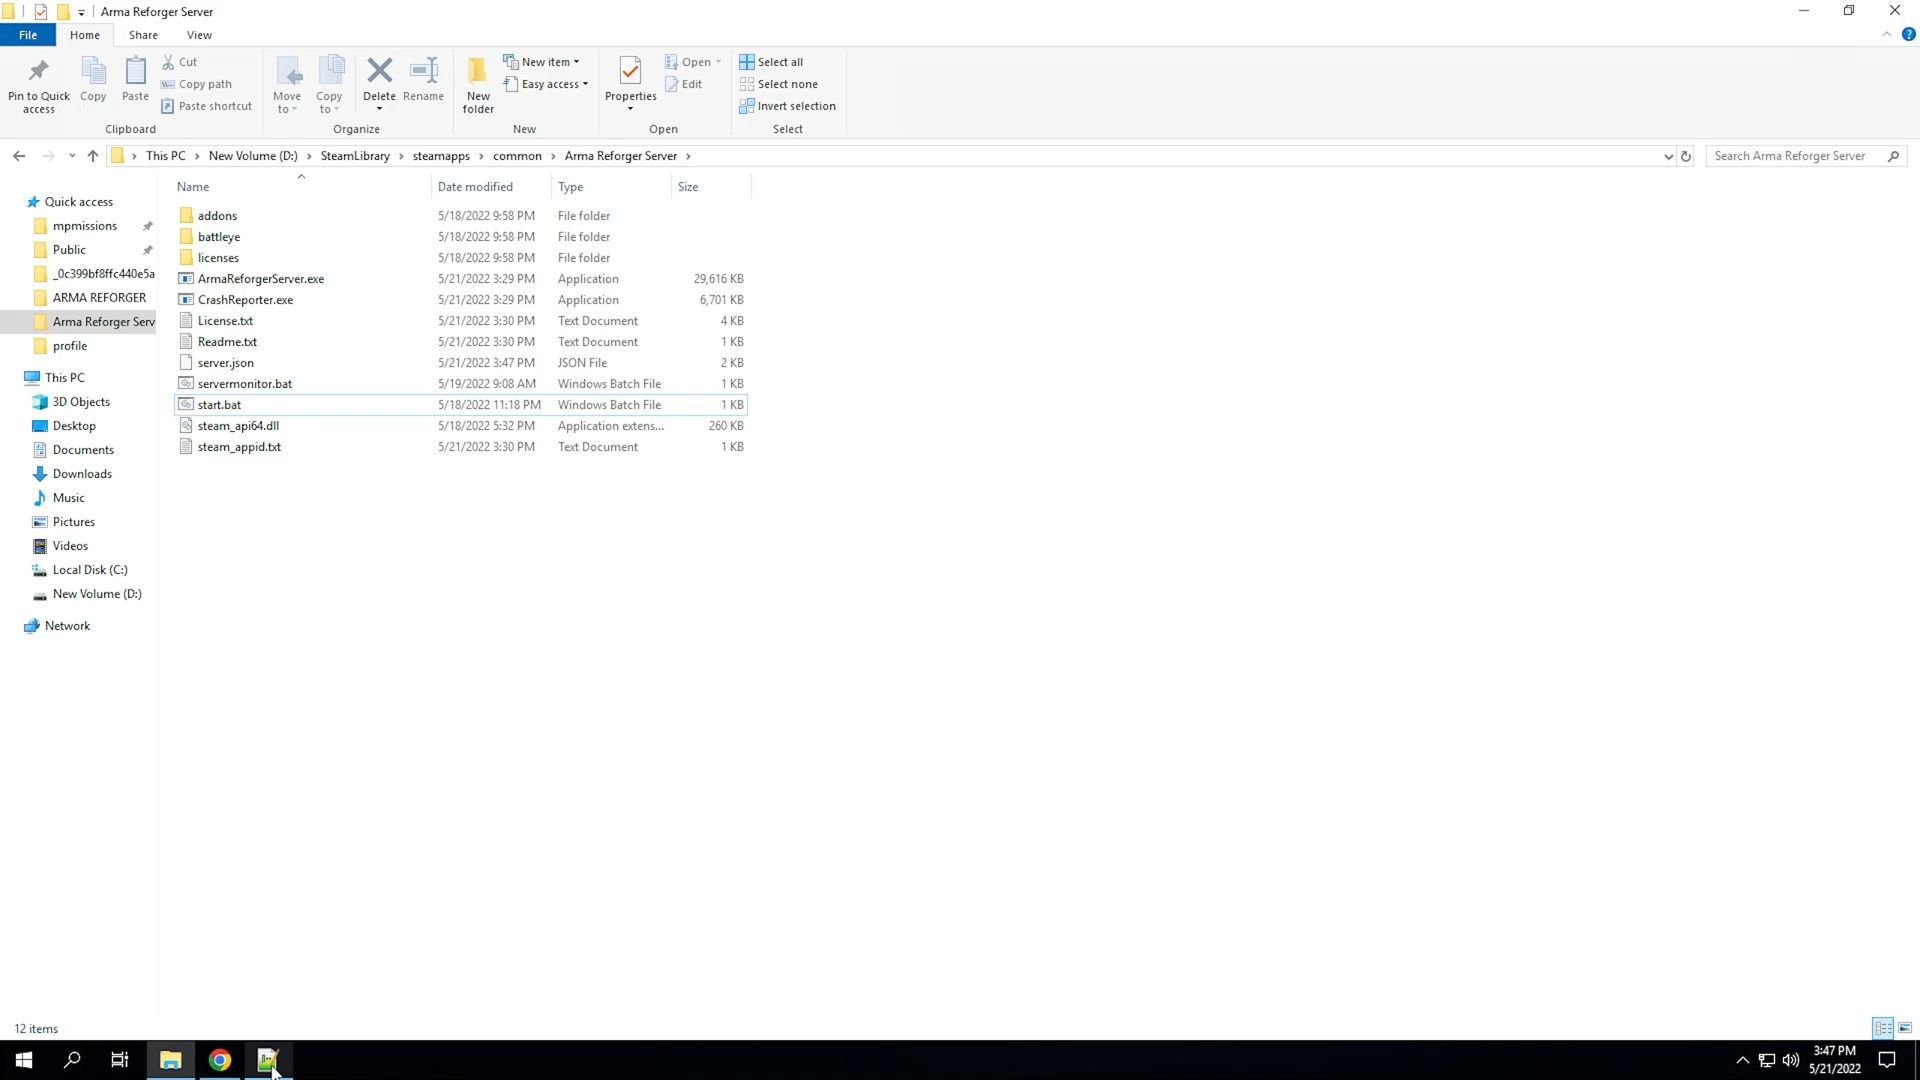 Arma Reforger Server
File Home Share View
Pin to Quick access
Copy
Paste
Cut
Copy path
Paste shortcut
Clipboard
Move to
Copy to
Delete
Rename
Organize
New folder
New item
Easy access
New
Properties
Open
Edit
Open
Select all
Select none
Invert selection
Select
This PC > New Volume (D:) > SteamLibrary > steamapps > common > Arma Reforger Server >
Search Arma Reforger Server
Quick access
mpmissions
Public
_0c399bf8ffc440e5a
ARMA REFORGER
Arma Reforger Serv
profile
This PC
3D Objects
Desktop
Documents
Downloads
Music
Pictures
Videos
Local Disk (C:)
New Volume (D:)
Network
Name Date modified Type Size
addons 5/18/2022 9:58 PM File folder
battleye 5/18/2022 9:58 PM File folder
licenses 5/18/2022 9:58 PM File folder
ArmaReforgerServer.exe 5/21/2022 3:29 PM Application 29,616 KB
CrashReporter.exe 5/21/2022 3:29 PM Application 6,701 KB
License.txt 5/21/2022 3:30 PM Text Document 4 KB
Readme.txt 5/21/2022 3:30 PM Text Document 1 KB
server.json 5/21/2022 3:47 PM JSON File 2 KB
servermonitor.bat 5/19/2022 9:08 AM Windows Batch File 1 KB
start.bat 5/18/2022 11:18 PM Windows Batch File 1 KB
steam_api64.dll 5/18/2022 5:32 PM Application extens... 260 KB
steam_appid.txt 5/21/2022 3:30 PM Text Document 1 KB
12 items
3:47 PM
5/21/2022